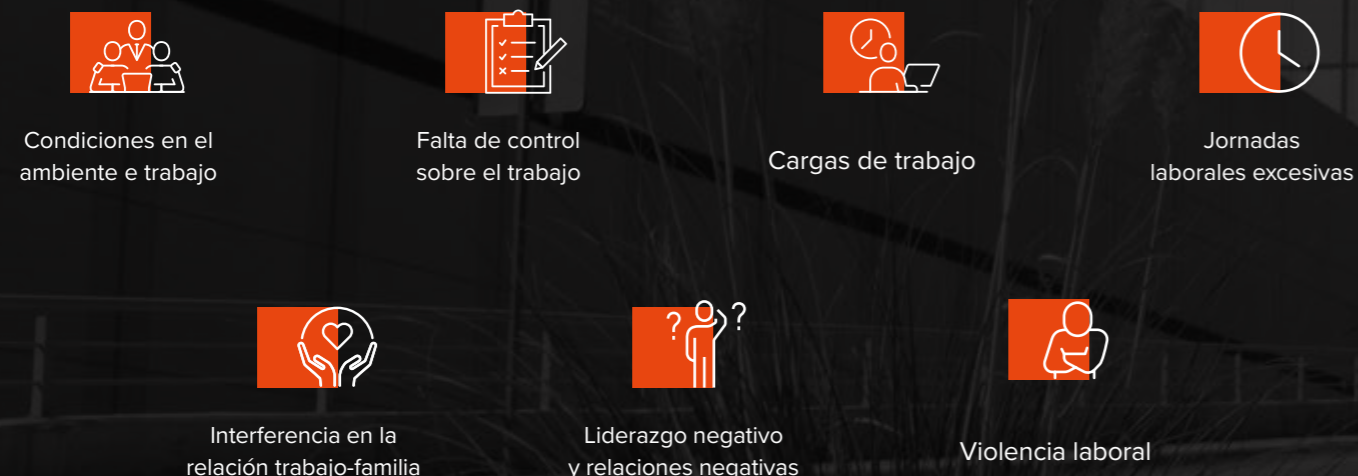 Condiciones en el
ambiente e trabajo
Falta de control
sobre el trabajo
Cargas de trabajo
Jornadas
laborales excesivas
Interferencia en la
relación trabajo-familia
Liderazgo negativo
y relaciones negativas
Violencia laboral